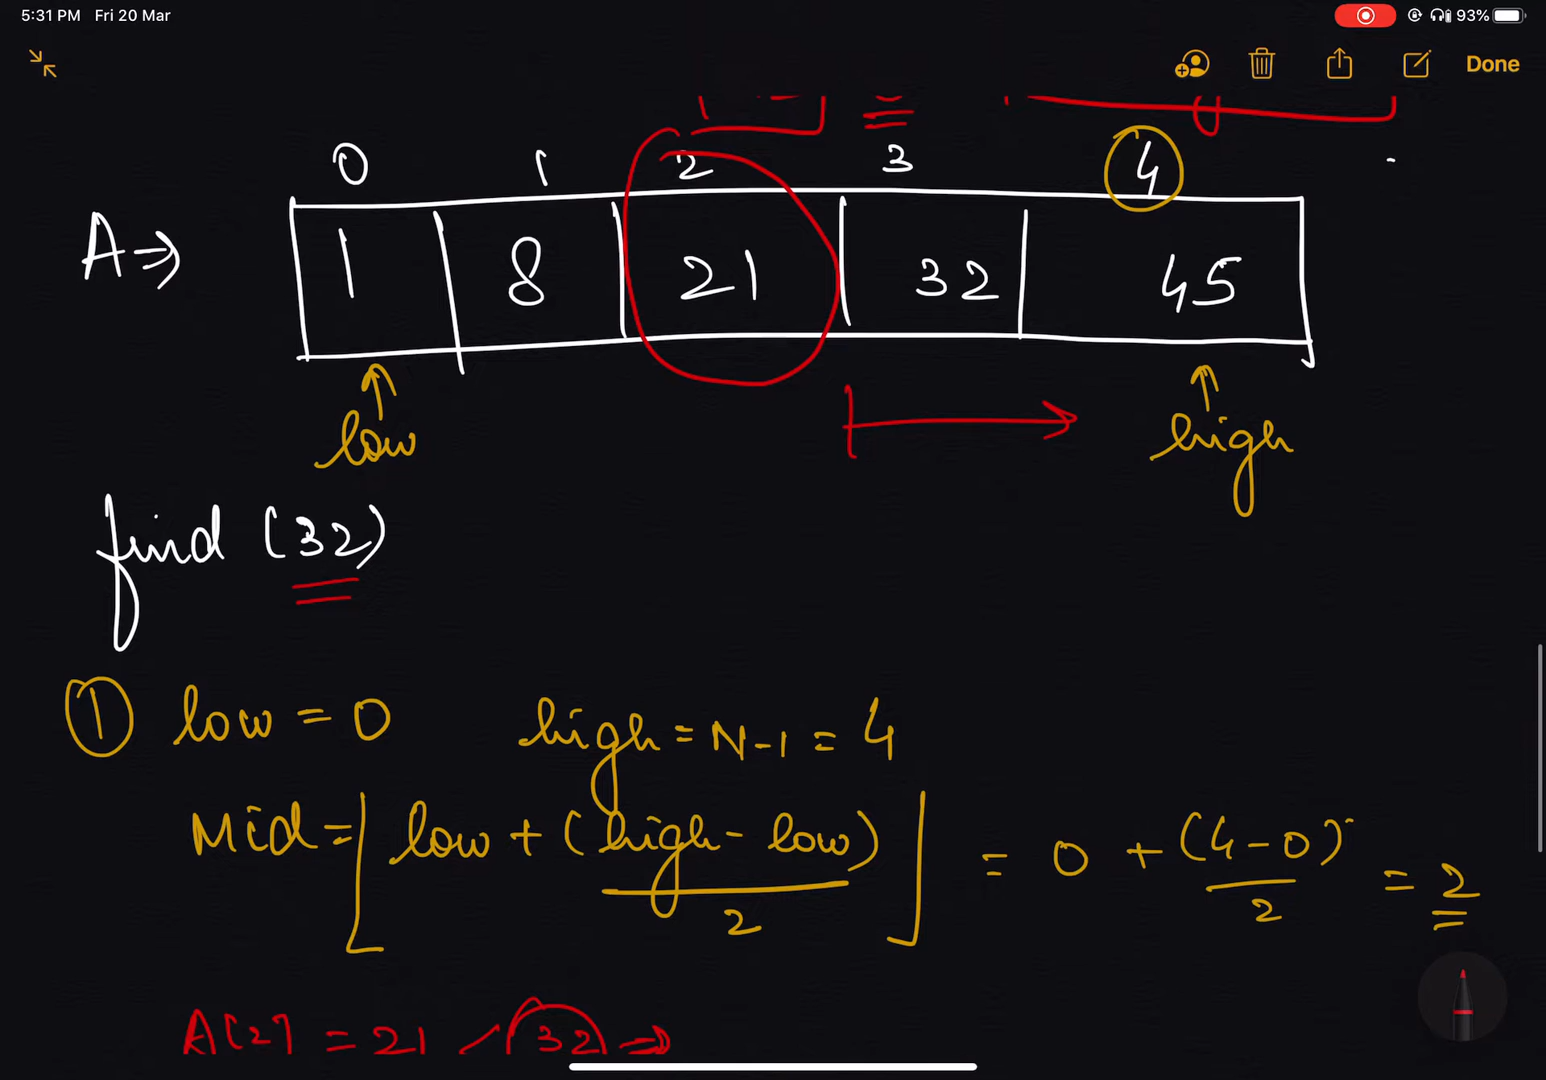 5:31 PM Fri 20 Mar 93%
Done
0 1 2 3 4
A⇒ 1 8 21 32 45
low high
find (32)
① low = 0 high = N-1 = 4
Mid = ⌊ low + (high - low) / 2 ⌋ = 0 + (4-0) / 2 = 2
A[2] = 21 / 32 →